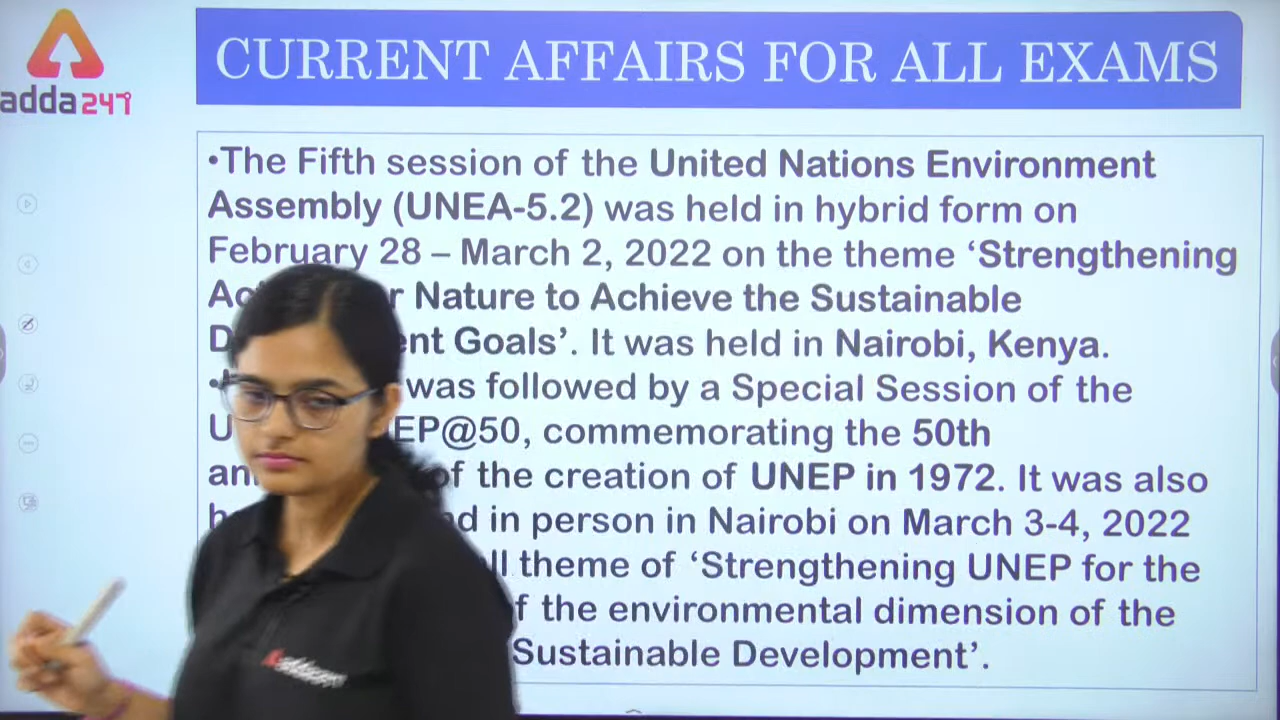 adda247
CURRENT AFFAIRS FOR ALL EXAMS
•The Fifth session of the United Nations Environment
Assembly (UNEA-5.2) was held in hybrid form on
February 28 – March 2, 2022 on the theme ‘Strengthening
Nature to Achieve the Sustainable
Goals’. It was held in Nairobi, Kenya.
was followed by a Special Session of the
EP@50, commemorating the 50th
of the creation of UNEP in 1972. It was also
in person in Nairobi on March 3-4, 2022
theme of ‘Strengthening UNEP for the
the environmental dimension of the
Sustainable Development’.